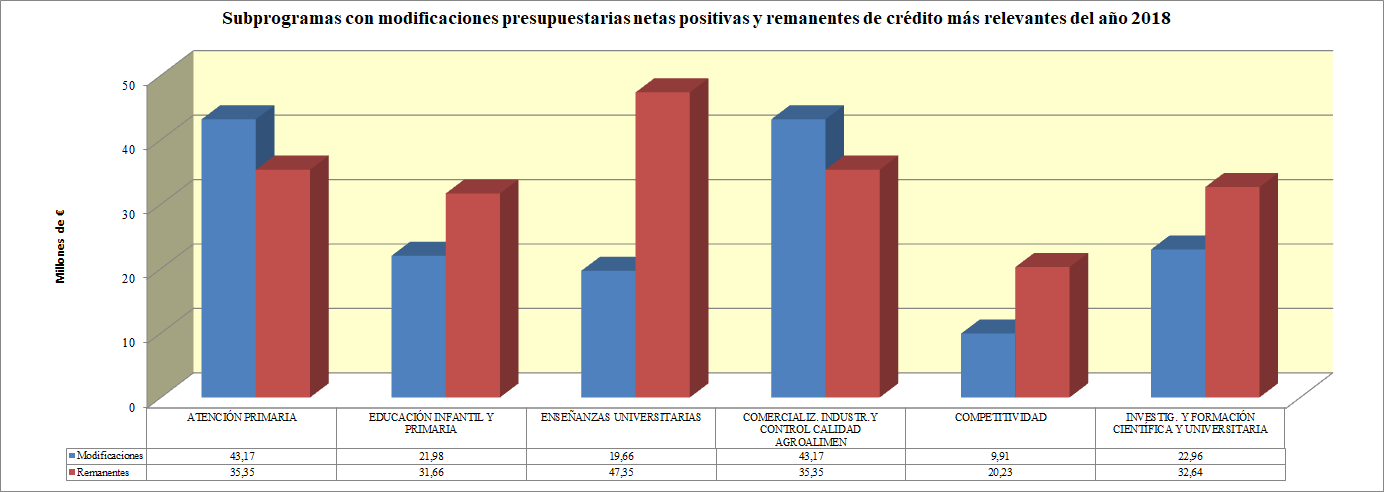 Subprogramas con modificaciones presupuestarias netas positivas y remanentes de crédito más relevantes del año 2018
50
40
30
20
10
0
Millones de €
ATENCIÓN PRIMARIA
EDUCACIÓN INFANTIL Y
PRIMARIA
ENSEÑANZAS UNIVERSITARIAS
COMERCIALIZ. INDUSTR.Y
CONTROL CALIDAD
AGROALIMEN
COMPETITIVIDAD
INVESTIG. Y FORMACIÓN
CIENTÍFICA Y UNIVERSITARIA
Modificaciones 43,17 21,98 19,66 43,17 9,91 22,96
Remanentes 35,35 31,66 47,35 35,35 20,23 32,64